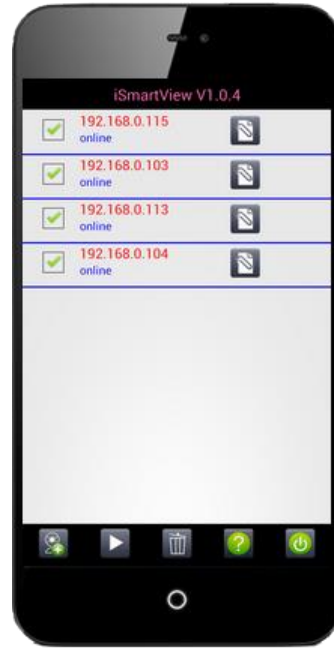 iSmartView V1.0.4
192.168.0.115
online
192.168.0.103
online
192.168.0.113
online
192.168.0.104
online
?